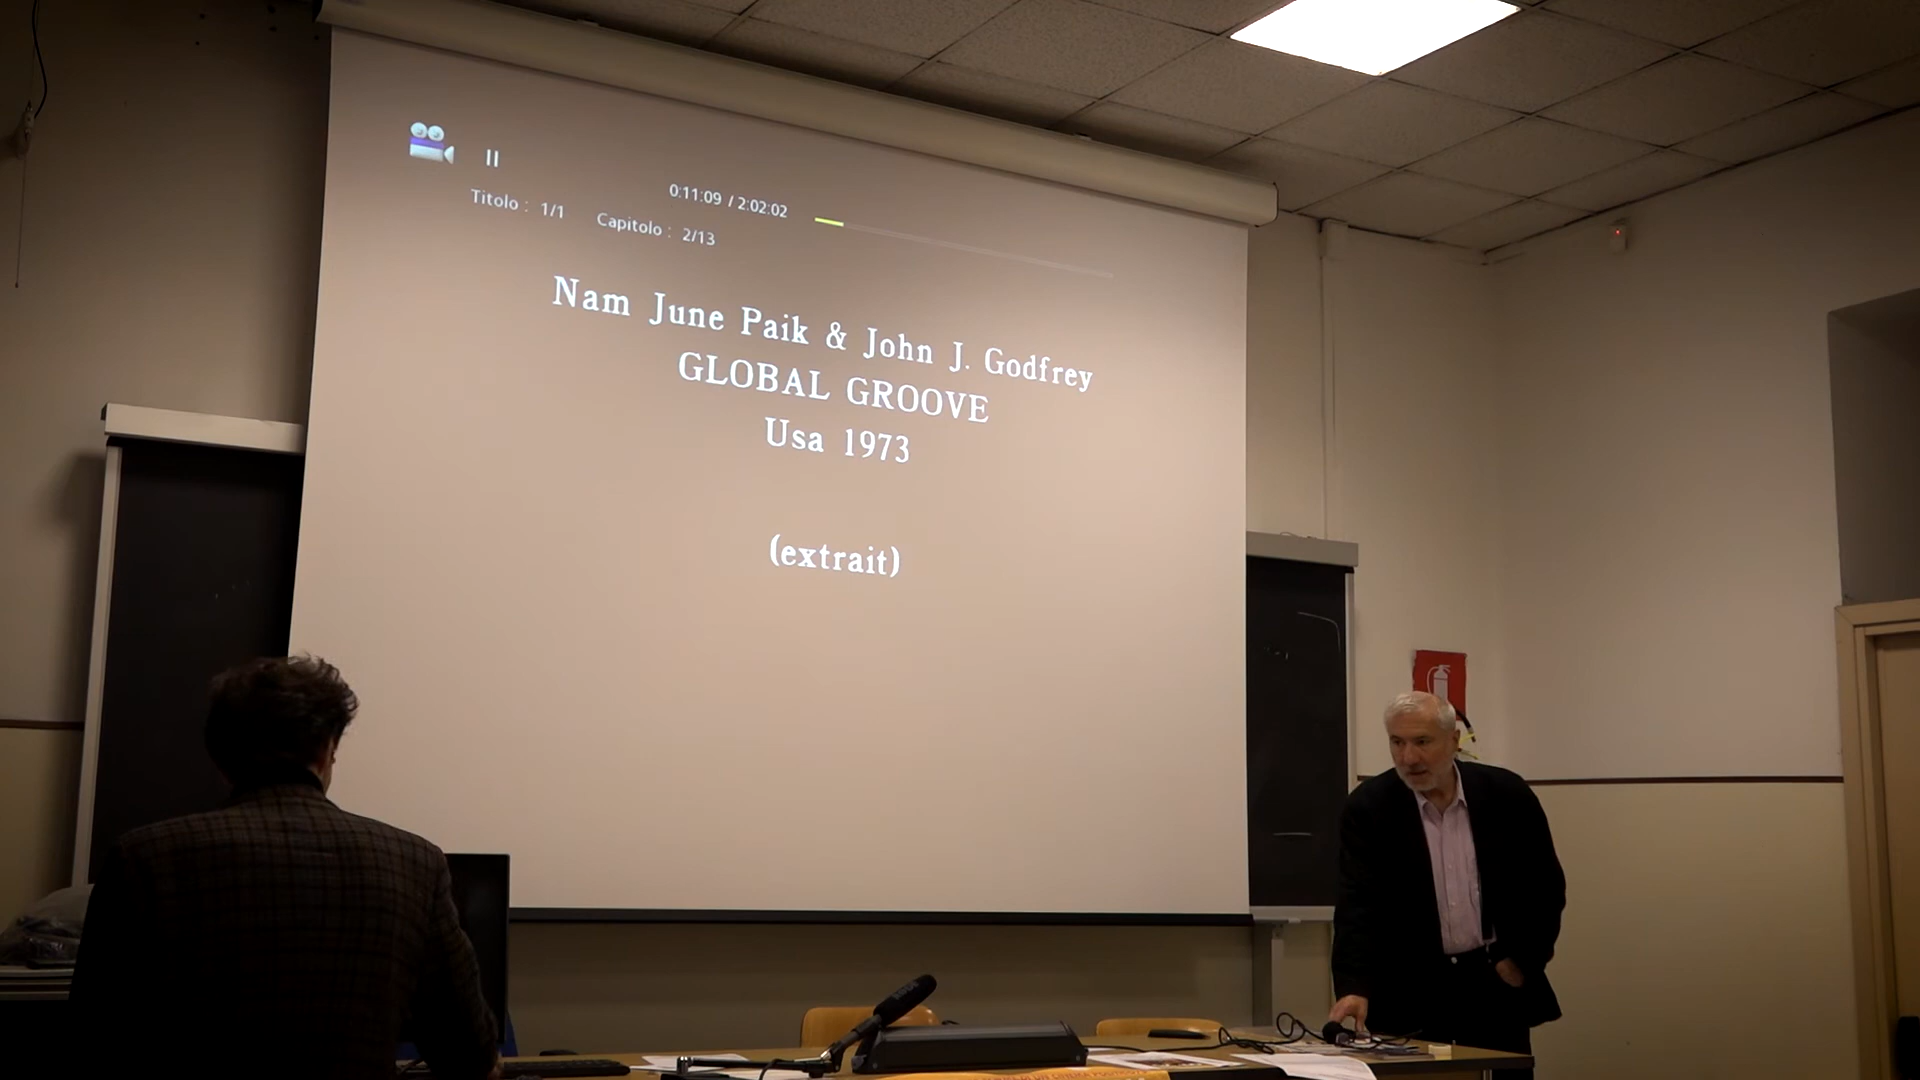 0:11:09 / 2:02:02
Titolo : 1/1 Capitolo : 2/13
Nam June Paik & John J. Godfrey
GLOBAL GROOVE
Usa 1973
(extrait)